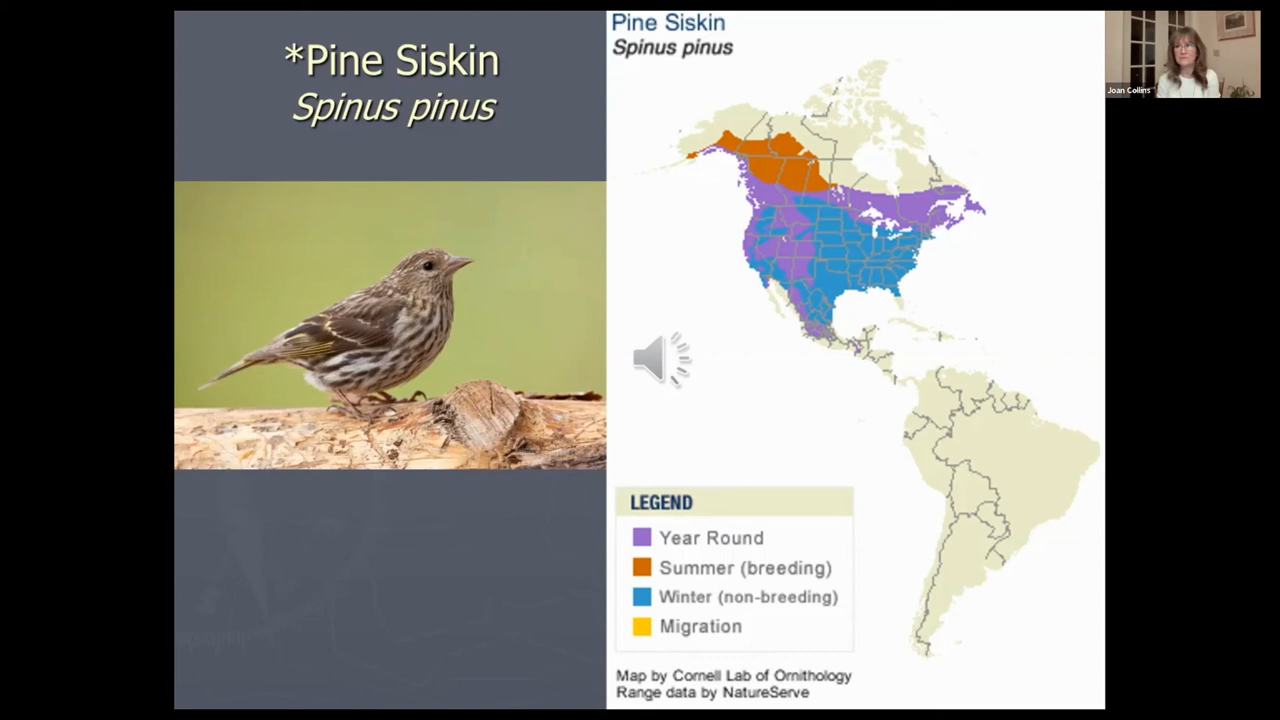 *Pine Siskin
Spinus pinus
Pine Siskin
Spinus pinus
LEGEND
Year Round
Summer (breeding)
Winter (non-breeding)
Migration
Map by Cornell Lab of Ornithology
Range data by NatureServe
Joan Collins